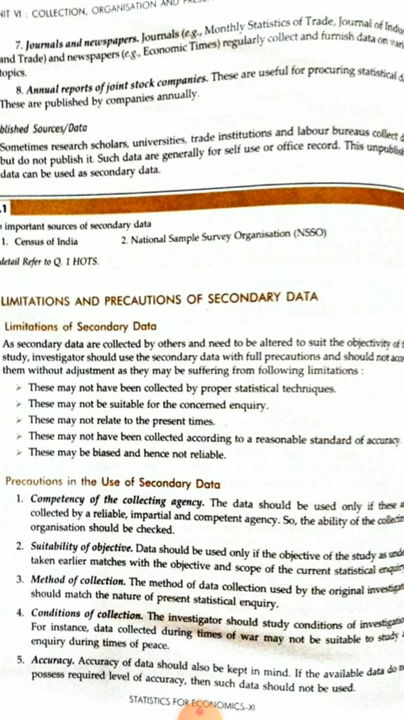 NIT VI : COLLECTION, ORGANISATION AND
7. Journals and newspapers. Journals (e.g., Monthly Statistics of Trade, Journal of Indu
and Trade) and newspapers (e.g., Economic Times) regularly collect and furnish data on vari
topics.
8. Annual reports of joint stock companies. These are useful for procuring statistical d
These are published by companies annually.
blished Sources/Data
Sometimes research scholars, universities, trade institutions and labour bureaus collect d
but do not publish it. Such data are generally for self use or office record. This unpublish
data can be used as secondary data.
.1
important sources of secondary data
1. Census of India 2. National Sample Survey Organisation (NSSO)
detail Refer to Q. 1 HOTS.
LIMITATIONS AND PRECAUTIONS OF SECONDARY DATA
Limitations of Secondary Data
As secondary data are collected by others and need to be altered to suit the objectivity of t
study, investigator should use the secondary data with full precautions and should not acce
them without adjustment as they may be suffering from following limitations :
➢ These may not have been collected by proper statistical techniques.
➢ These may not be suitable for the concerned enquiry.
➢ These may not relate to the present times.
➢ These may not have been collected according to a reasonable standard of accuracy.
➢ These may be biased and hence not reliable.
Precautions in the Use of Secondary Data
1. Competency of the collecting agency. The data should be used only if these a
collected by a reliable, impartial and competent agency. So, the ability of the collectin
organisation should be checked.
2. Suitability of objective. Data should be used only if the objective of the study as unde
taken earlier matches with the objective and scope of the current statistical enquir
3. Method of collection. The method of data collection used by the original investigat
should match the nature of present statistical enquiry.
4. Conditions of collection. The investigator should study conditions of investigatio
For instance, data collected during times of war may not be suitable to study
enquiry during times of peace.
5. Accuracy. Accuracy of data should also be kept in mind. If the available data do n
possess required level of accuracy, then such data should not be used.
STATISTICS FOR ECONOMICS-XI